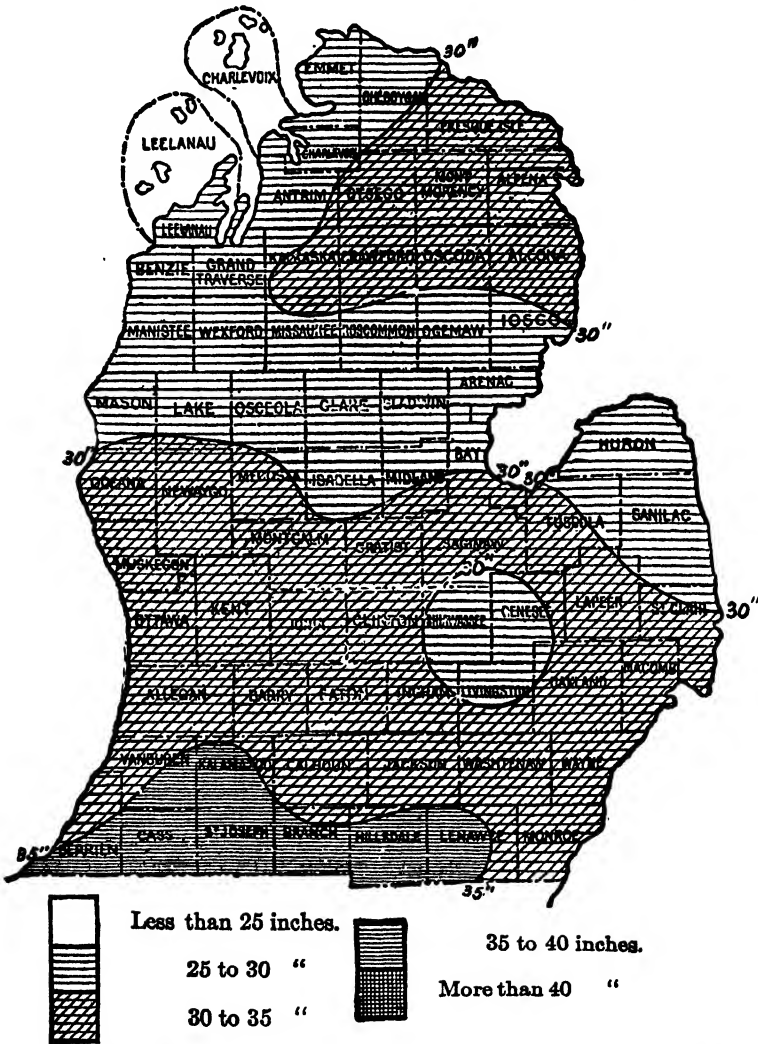 30"
EMMET
CHARLEVOIX
CHEBOYGAN
PRESQUE ISLE
LEELANAU
CHARLEVOIX
ANTRIM
OTSEGO
MONT
MORENCY
ALPENA
LEELANAU
BENZIE
GRAND
TRAVERSE
KALKASKA
CRAWFORD
OSCODA
ALCONA
MANISTEE
WEXFORD
MISSAUKEE
ROSCOMMON
OGEMAW
IOSCO
30"
MASON
LAKE
OSCEOLA
CLARE
GLADWIN
ARENAC
HURON
30"
BAY
30"
30"
OCEANA
NEWAYGO
MECOSTA
ISABELLA
MIDLAND
TUSCOLA
SANILAC
MONTCALM
GRATIOT
SAGINAW
MUSKEGON
30"
OTTAWA
KENT
IONIA
CLINTON
SHIAWASSEE
GENESEE
LAPEER
ST.CLAIR
30"
ALLEGAN
BARRY
EATON
INGHAM
LIVINGSTON
OAKLAND
MACOMB
VANBUREN
KALAMAZOO
CALHOUN
JACKSON
WASHTENAW
WAYNE
35"
BERRIEN
CASS
ST.JOSEPH
BRANCH
HILLSDALE
LENAWEE
MONROE
35"
Less than 25 inches.
25 to 30 “
30 to 35 “
35 to 40 inches.
More than 40 “